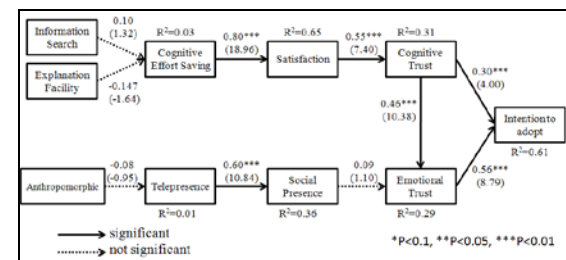 0.10
(1.32)
R²=0.03
0.80***
(18.96)
R²=0.65
0.55***
(7.40)
R²=0.31
Information
Search
Cognitive
Effort Saving
Satisfaction
Cognitive
Trust
Explanation
Facility
-0.147
(-1.64)
0.46***
(10.38)
0.30***
(4.00)
Intention to
adopt
R²=0.61
-0.08
(-0.95)
0.60***
(10.84)
0.09
(1.10)
0.56***
(8.79)
Anthropomorphic
Telepresence
Social
Presence
Emotional
Trust
R²=0.01
R²=0.36
R²=0.29
significant
not significant
*P<0.1, **P<0.05, ***P<0.01